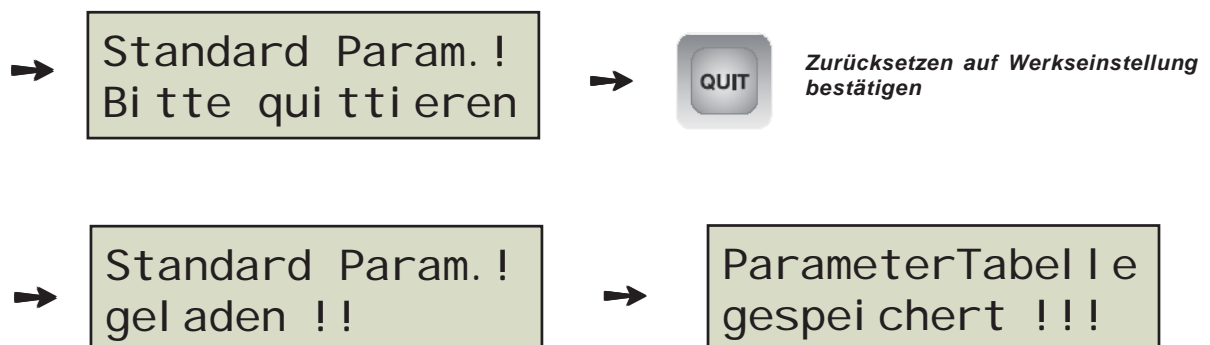 Standard Param.!
Bitte quittieren
QUIT
Zurücksetzen auf Werkseinstellung
bestätigen
Standard Param.!
geladen !!
ParameterTabelle
gespeichert !!!